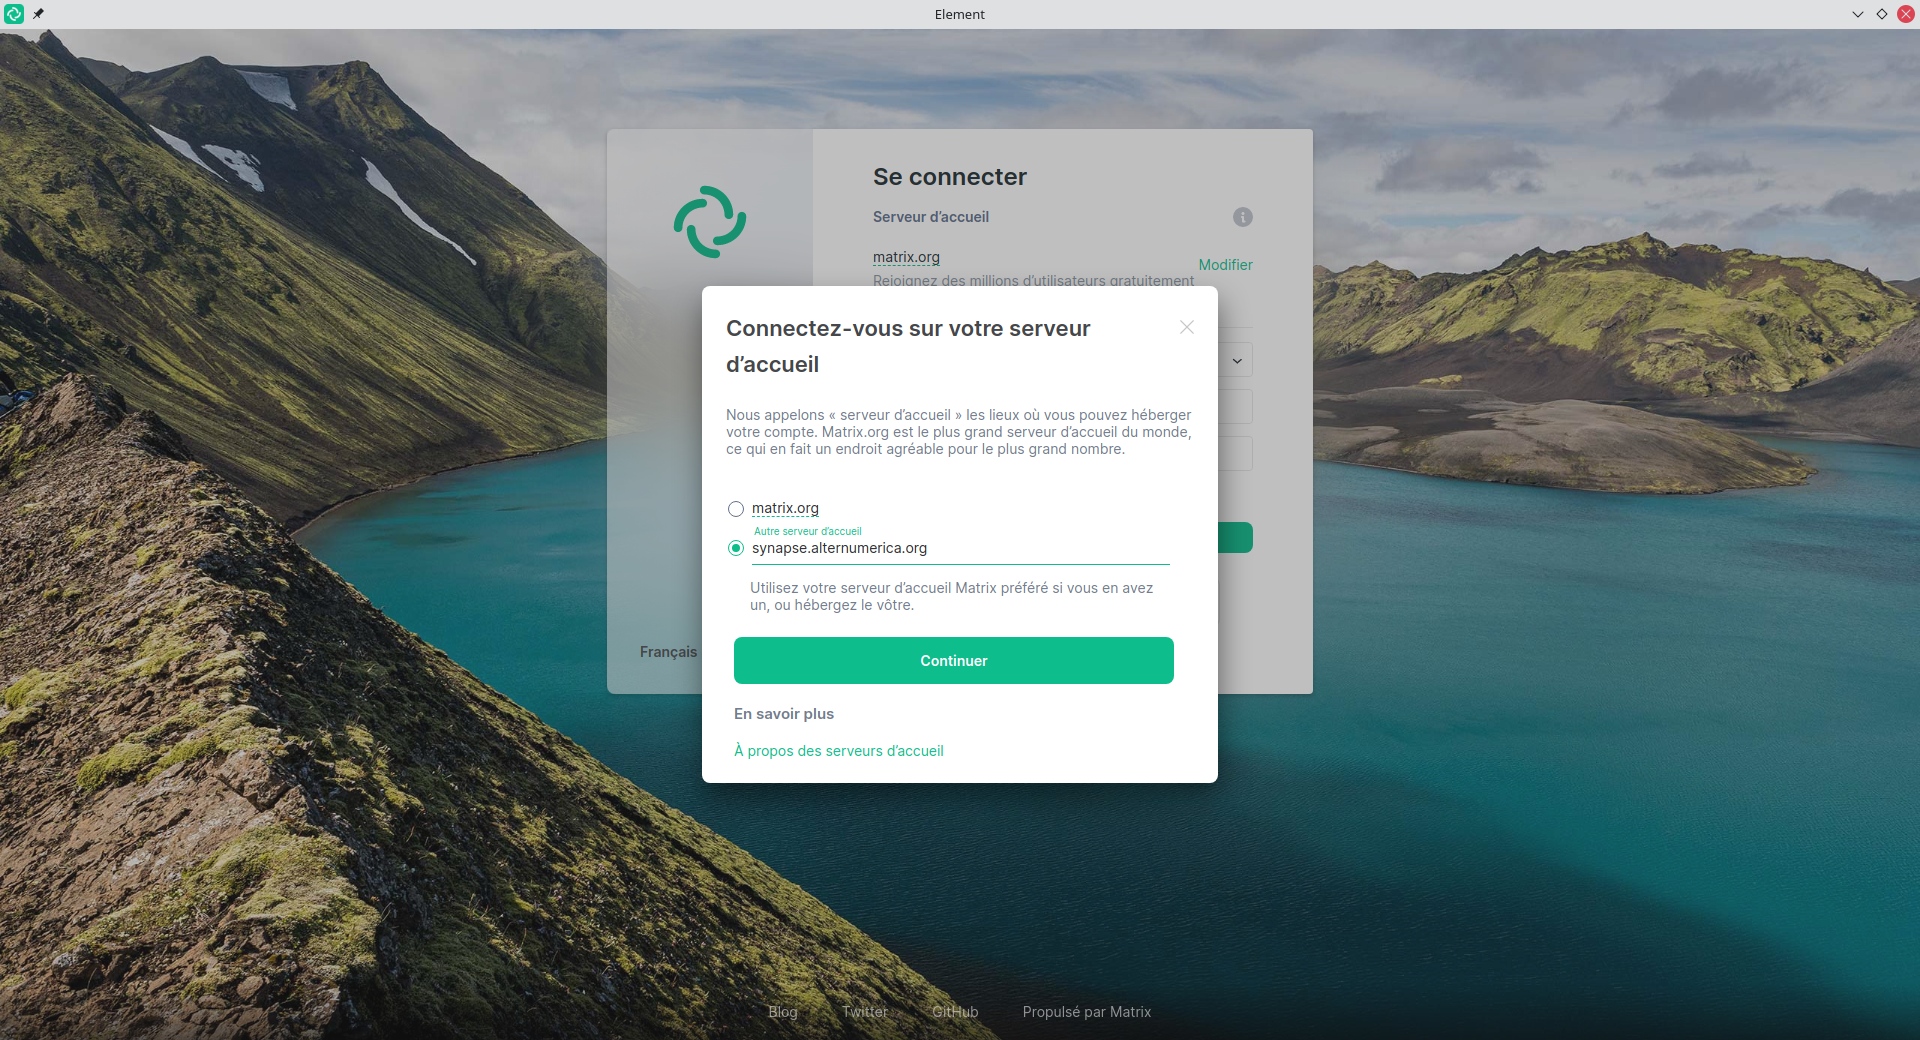 Element
Se connecter
Serveur d’accueil
matrix.org
Modifier
Rejoignez des millions d’utilisateurs gratuitement
Connectez-vous sur votre serveur
d’accueil
Nous appelons « serveur d’accueil » les lieux où vous pouvez héberger
votre compte. Matrix.org est le plus grand serveur d’accueil du monde,
ce qui en fait un endroit agréable pour le plus grand nombre.
matrix.org
Autre serveur d’accueil
synapse.alternumerica.org
Utilisez votre serveur d’accueil Matrix préféré si vous en avez
un, ou hébergez le vôtre.
Français
Continuer
En savoir plus
À propos des serveurs d’accueil
Blog Twitter GitHub Propulsé par Matrix